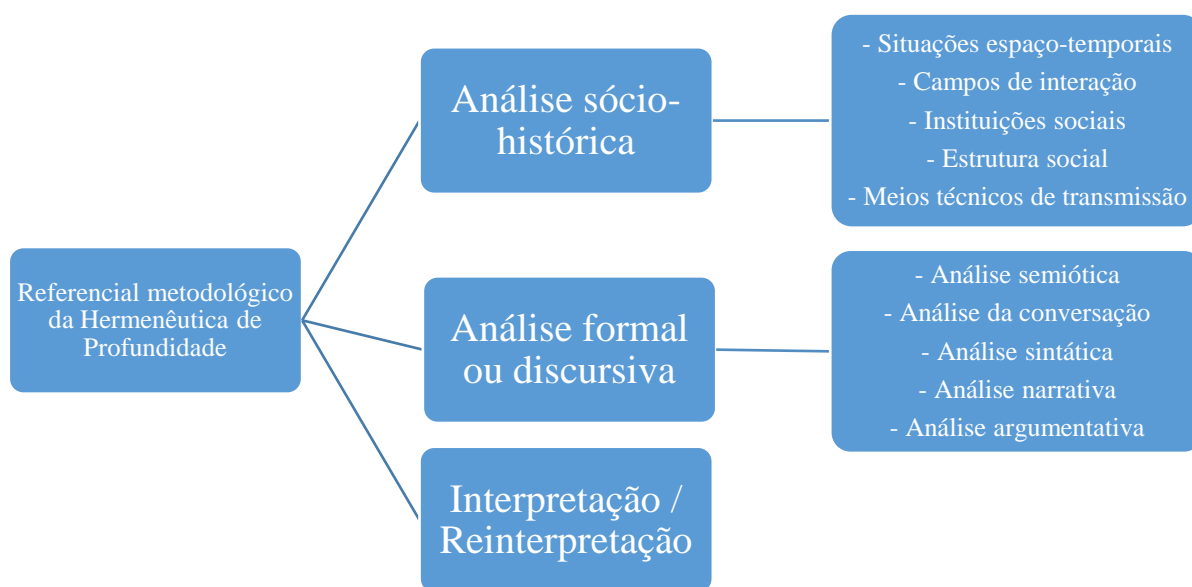 Referencial metodológico
da Hermenêutica de
Profundidade
Análise sócio-
histórica
- Situações espaço-temporais
- Campos de interação
- Instituições sociais
- Estrutura social
- Meios técnicos de transmissão
Análise formal
ou discursiva
- Análise semiótica
- Análise da conversação
- Análise sintática
- Análise narrativa
- Análise argumentativa
Interpretação /
Reinterpretação